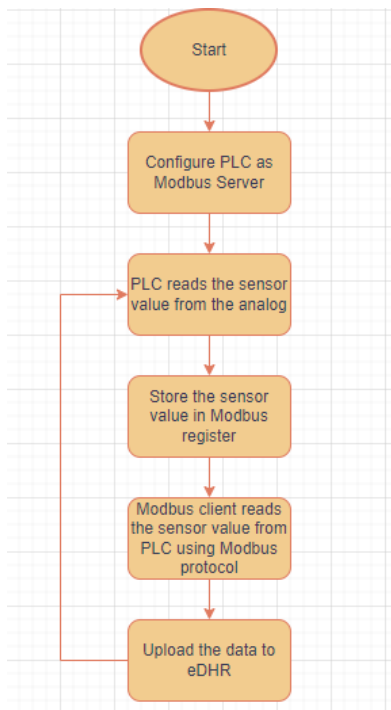 Start
Configure PLC as
Modbus Server
PLC reads the sensor
value from the analog
Store the sensor
value in Modbus
register
Modbus client reads
the sensor value from
PLC using Modbus
protocol
Upload the data to
eDHR